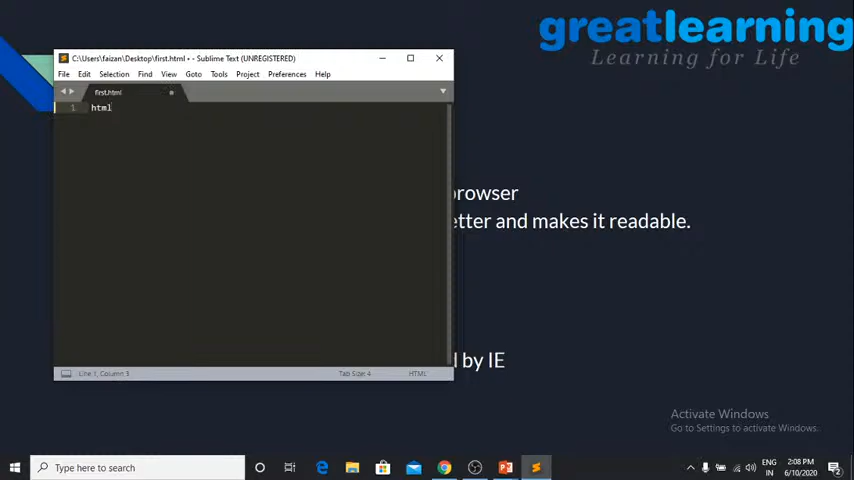 greatlearning
Learning for Life
C:\Users\faizan\Desktop\first.html • - Sublime Text (UNREGISTERED)
File Edit Selection Find View Goto Tools Project Preferences Help
first.html
1 html
browser
etter and makes it readable.
d by IE
Line 1, Column 3
Tab Size: 4
HTML
Activate Windows
Go to Settings to activate Windows.
Type here to search
ENG
IN
2:08 PM
6/10/2020
2